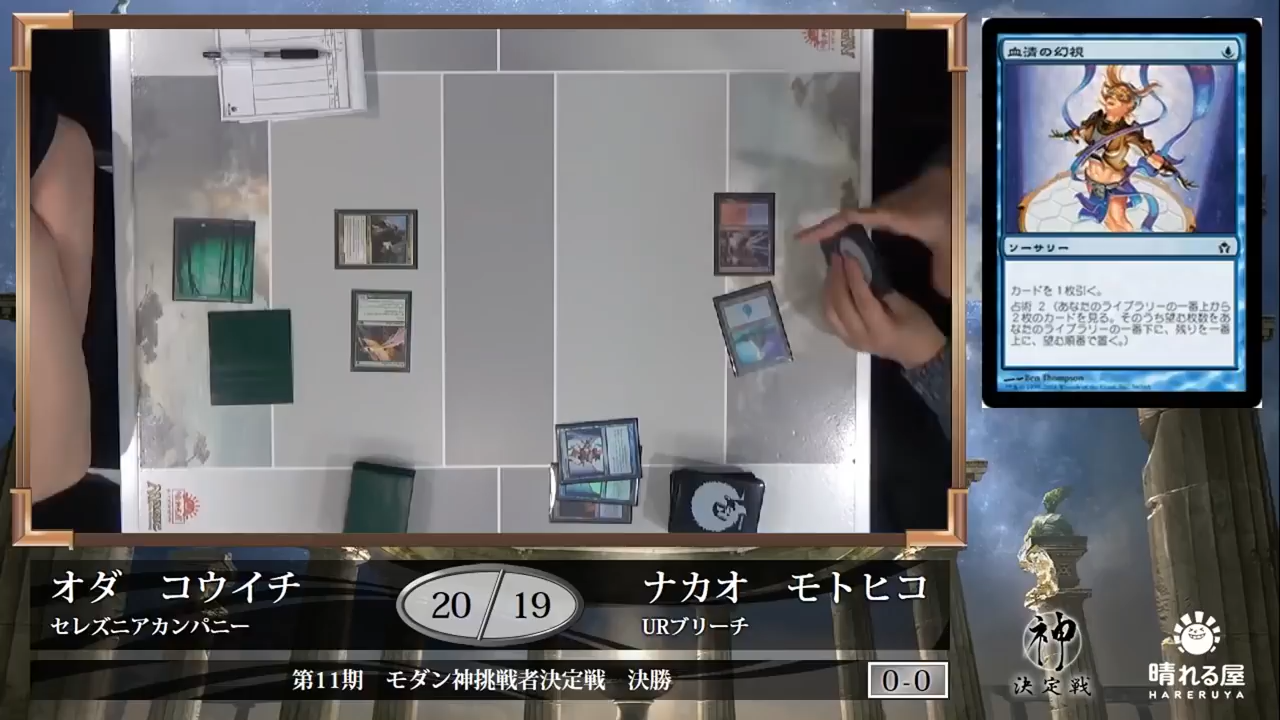 血清の幻視
ソーサリー
カードを1枚引く。
占術 2(あなたのライブラリーの一番上から
2枚のカードを見る。そのうち望む枚数をあ
なたのライブラリーの一番下に、残りを一番
上に、望む順番で置く。)
Ben Thompson
オダ コウイチ
セレズニアカンパニー
20/19
ナカオ モトヒコ
URブリーチ
第11期 モダン神挑戦者決定戦 決勝
0-0
神
決定戦
晴れる屋
HARERUYA